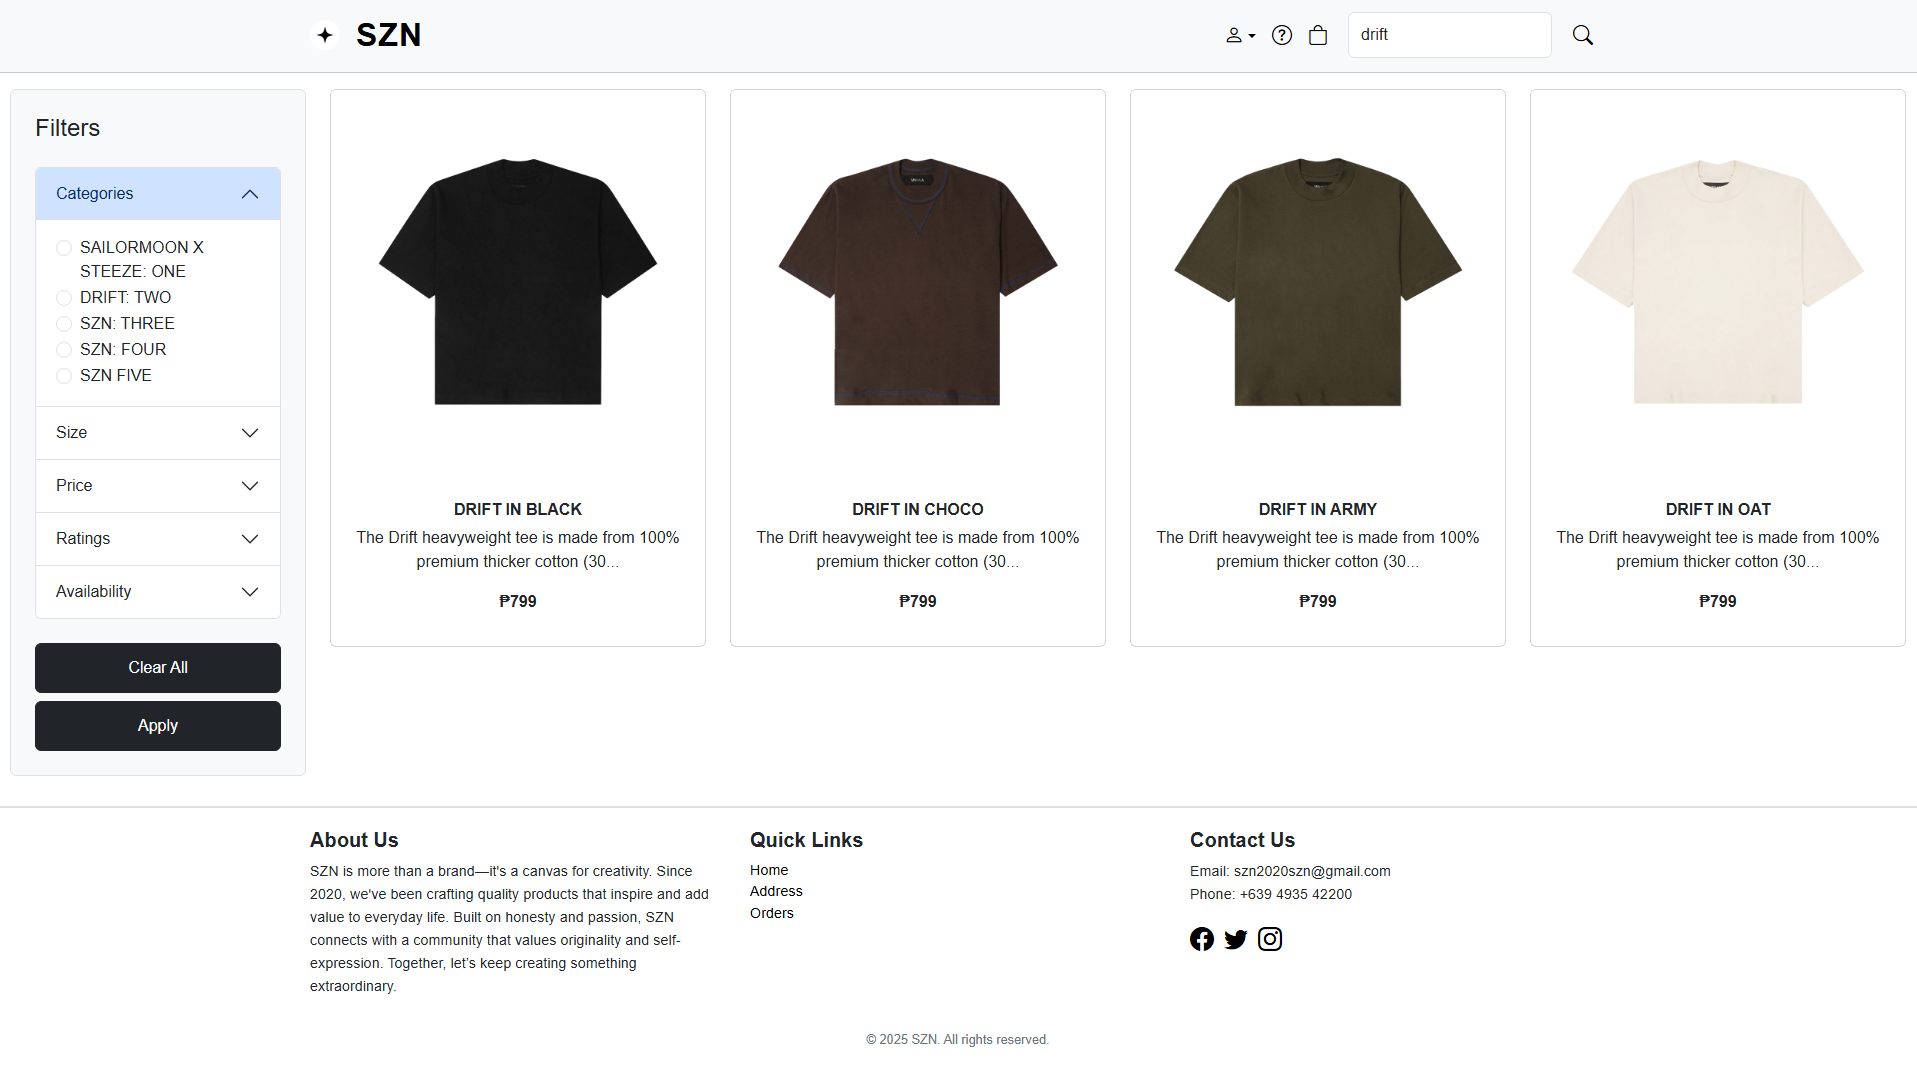 SZN
drift
Filters
Categories
SAILORMOON X
STEEZE: ONE
DRIFT: TWO
SZN: THREE
SZN: FOUR
SZN FIVE
Size
Price
Ratings
Availability
Clear All
Apply
DRIFT IN BLACK
The Drift heavyweight tee is made from 100%
premium thicker cotton (30...
₱799
DRIFT IN CHOCO
The Drift heavyweight tee is made from 100%
premium thicker cotton (30...
₱799
DRIFT IN ARMY
The Drift heavyweight tee is made from 100%
premium thicker cotton (30...
₱799
DRIFT IN OAT
The Drift heavyweight tee is made from 100%
premium thicker cotton (30...
₱799
About Us
SZN is more than a brand—it's a canvas for creativity. Since
2020, we've been crafting quality products that inspire and add
value to everyday life. Built on honesty and passion, SZN
connects with a community that values originality and self-
expression. Together, let’s keep creating something
extraordinary.
Quick Links
Home
Address
Orders
Contact Us
Email: szn2020szn@gmail.com
Phone: +639 4935 42200
© 2025 SZN. All rights reserved.